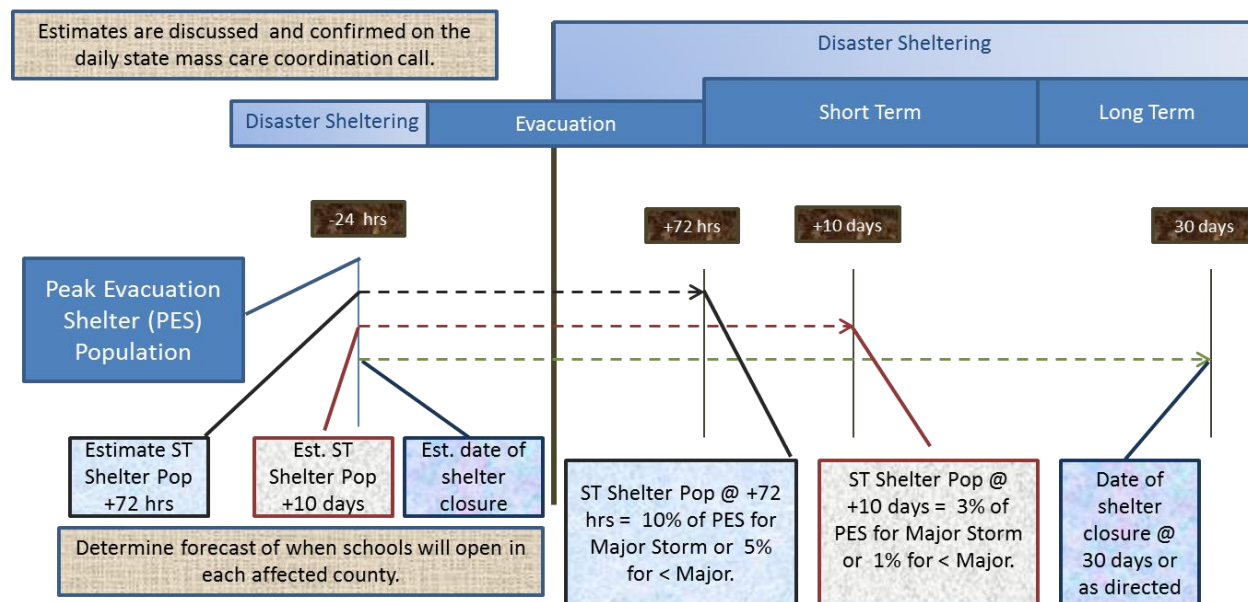 Estimates are discussed and confirmed on the
daily state mass care coordination call.
Disaster Sheltering
Disaster Sheltering
Evacuation
Short Term
Long Term
-24 hrs
+72 hrs
+10 days
30 days
Peak Evacuation
Shelter (PES)
Population
Estimate ST
Shelter Pop
+72 hrs
Est. ST
Shelter Pop
+10 days
Est. date of
shelter
closure
ST Shelter Pop @ +72
hrs = 10% of PES for
Major Storm or 5%
for < Major.
ST Shelter Pop @
+10 days = 3% of
PES for Major Storm
or 1% for < Major.
Date of
shelter
closure @
30 days or
as directed
Determine forecast of when schools will open in
each affected county.